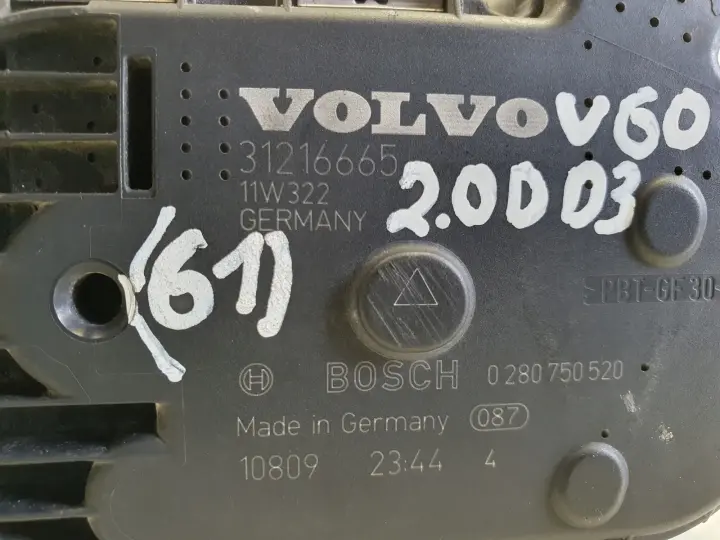 VOLVO V60
31216665
11W322 2.0D D3
GERMANY
(61)
>PBT-GF30<
BOSCH 0 280 750 520
Made in Germany 087
10809 23:44 4